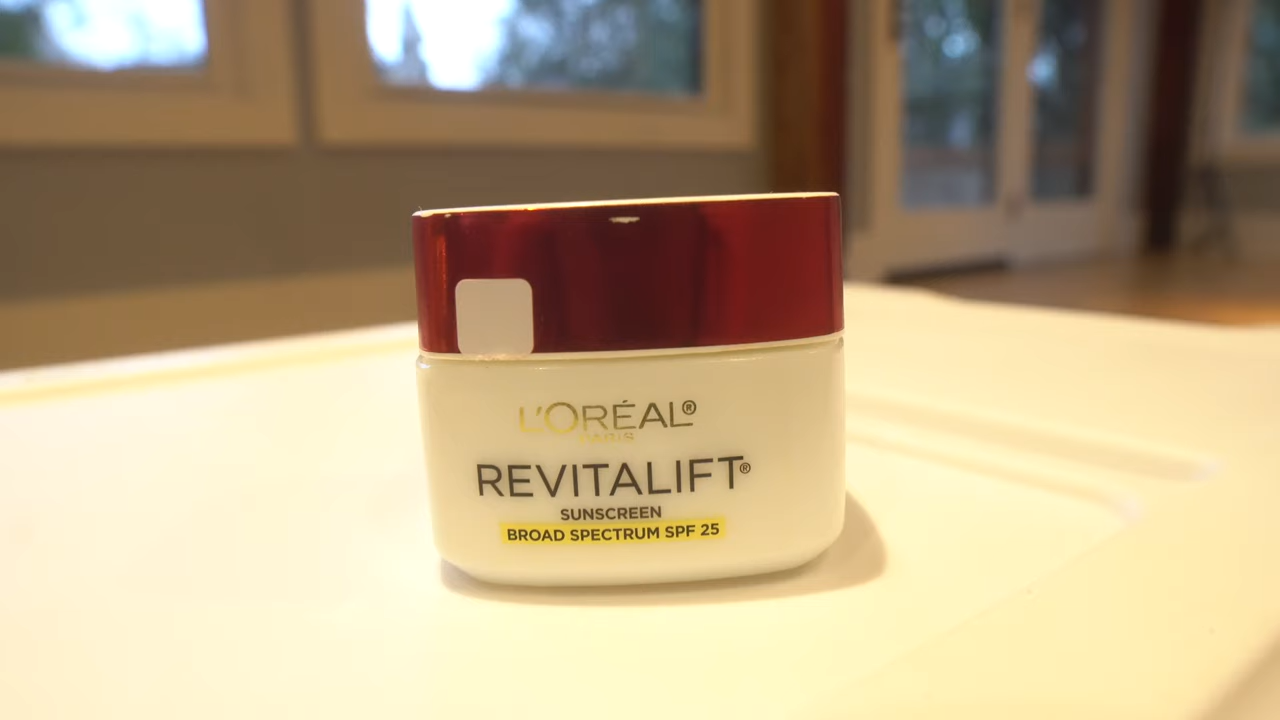 L'ORÉAL®
PARIS
REVITALIFT®
SUNSCREEN
BROAD SPECTRUM SPF 25